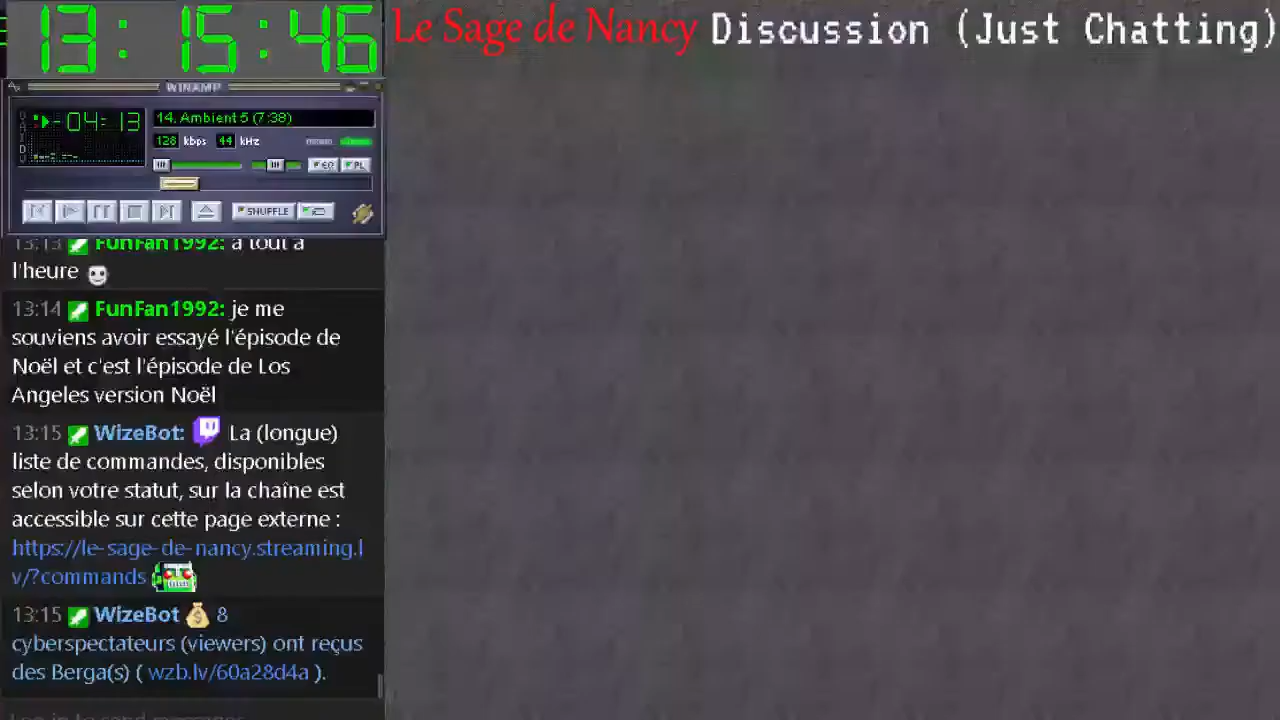 13:15:46
Le Sage de Nancy Discussion (Just Chatting)
WINAMP
-04:13
14. Ambient 5 (7:38)
128 kbps 44 kHz
EQ PL
SHUFFLE
13:13 FunFan1992: à tout à
l'heure
13:14 FunFan1992: je me
souviens avoir essayé l'épisode de
Noël et c'est l'épisode de Los
Angeles version Noël
13:15 WizeBot: La (longue)
liste de commandes, disponibles
selon votre statut, sur la chaîne est
accessible sur cette page externe :
https://le-sage-de-nancy.streaming.l
v/?commands
13:15 WizeBot 8
cyberspectateurs (viewers) ont reçus
des Berga(s) ( wzb.lv/60a28d4a ).